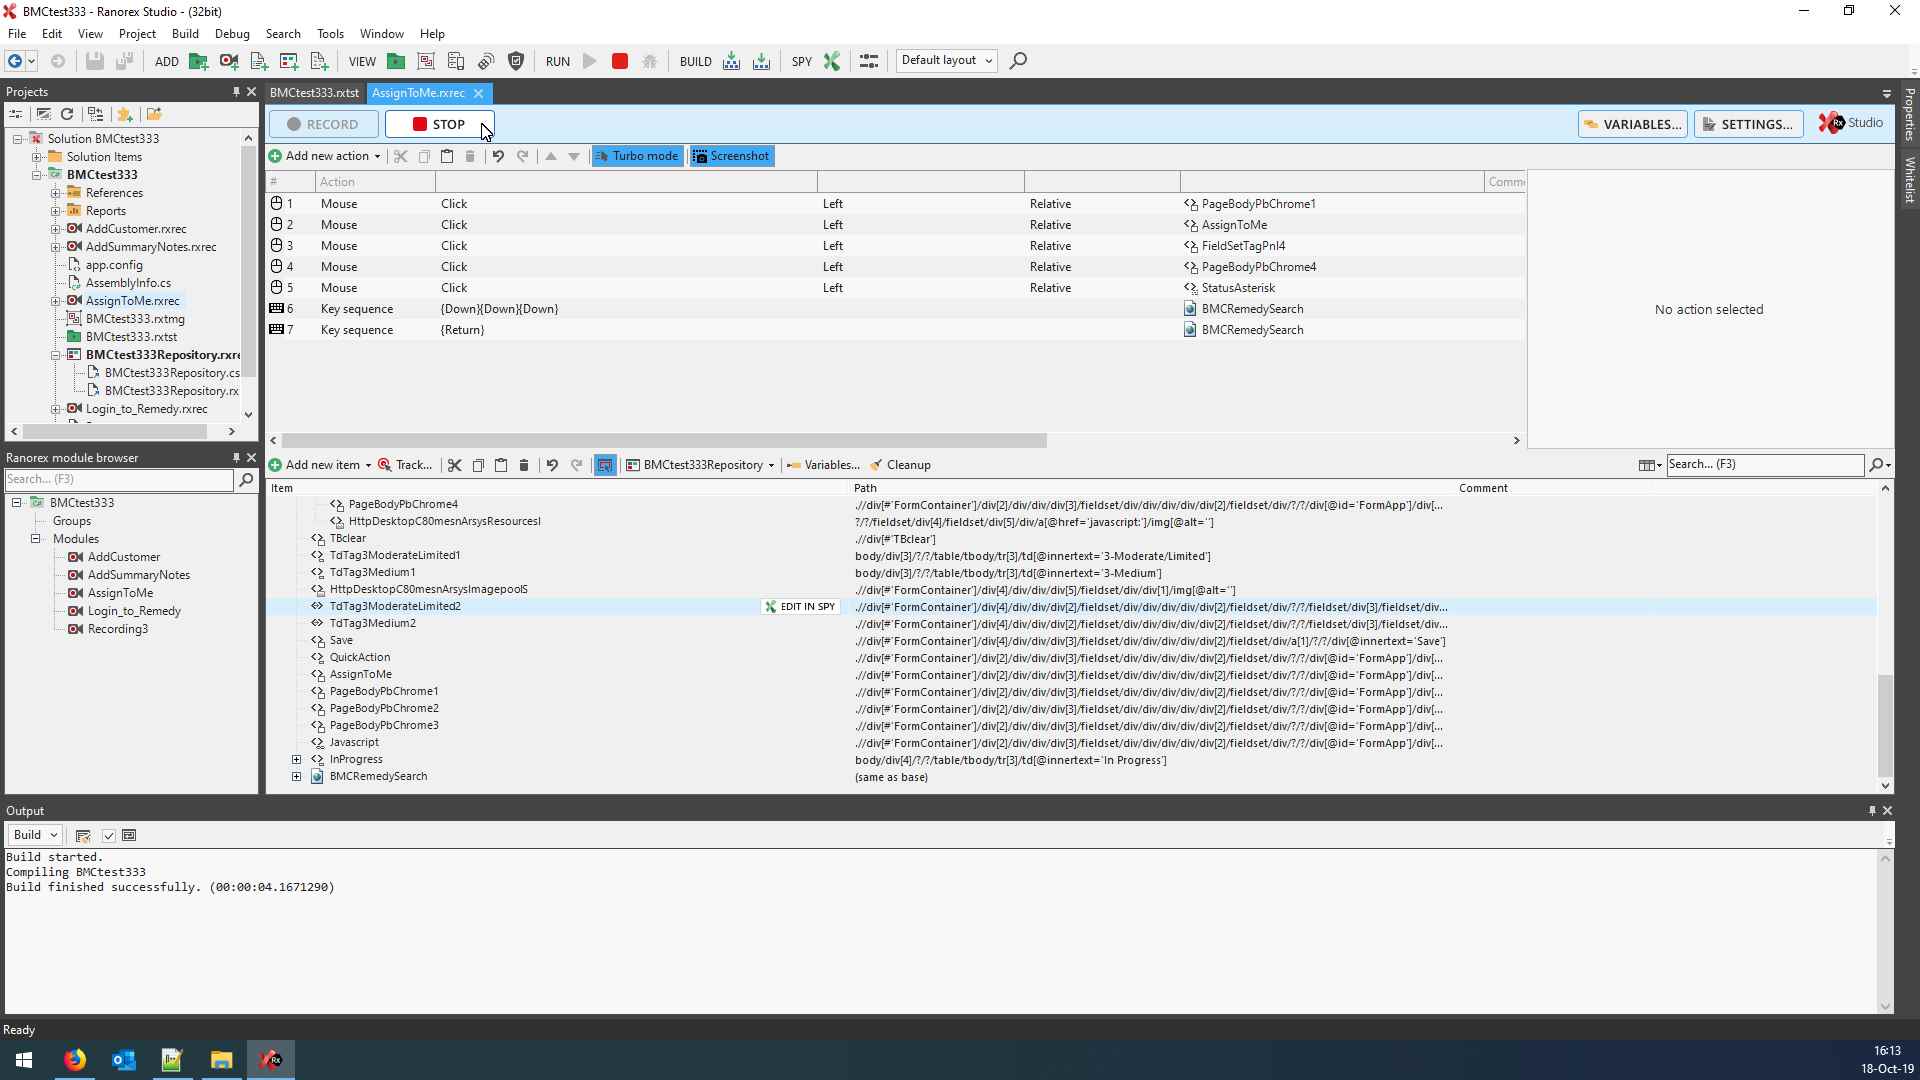 BMCtest333 - Ranorex Studio - (32bit)
File Edit View Project Build Debug Search Tools Window Help
ADD VIEW RUN BUILD SPY Default layout
Projects
BMCtest333.rxtst AssignToMe.rxrec
Properties
Whitelist
RECORD STOP VARIABLES... SETTINGS... Rx Studio
Add new action Turbo mode Screenshot
Solution BMCtest333
Solution Items
BMCtest333
References
Reports
AddCustomer.rxrec
AddSummaryNotes.rxrec
app.config
AssemblyInfo.cs
AssignToMe.rxrec
BMCtest333.rxtmg
BMCtest333.rxtst
BMCtest333Repository.rxre
BMCtest333Repository.cs
BMCtest333Repository.rx
Login_to_Remedy.rxrec
# Action Comme
1 Mouse Click Left Relative PageBodyPbChrome1
2 Mouse Click Left Relative AssignToMe
3 Mouse Click Left Relative FieldSetTagPnl4
4 Mouse Click Left Relative PageBodyPbChrome4
5 Mouse Click Left Relative StatusAsterisk
6 Key sequence {Down}{Down}{Down} BMCRemedySearch
7 Key sequence {Return} BMCRemedySearch
No action selected
Ranorex module browser
Search... (F3)
BMCtest333
Groups
Modules
AddCustomer
AddSummaryNotes
AssignToMe
Login_to_Remedy
Recording3
Add new item Track... BMCtest333Repository Variables... Cleanup Search... (F3)
Item Path Comment
PageBodyPbChrome4 .//div[#'FormContainer']/div[2]/div/div/div[3]/fieldset/div/div/div/div/div[2]/fieldset/div/?/?/div[@id='FormApp']/div[...
HttpDesktopC80mesnArsysResourcesI ?/?/fieldset/div[4]/fieldset/div[5]/div/a[@href='javascript:']/img[@alt='']
TBclear .//div[#'TBclear']
TdTag3ModerateLimited1 body/div[3]/?/?/table/tbody/tr[3]/td[@innertext='3-Moderate/Limited']
TdTag3Medium1 body/div[3]/?/?/table/tbody/tr[3]/td[@innertext='3-Medium']
HttpDesktopC80mesnArsysImagepoolS .//div[#'FormContainer']/div[4]/div/div/div[5]/fieldset/div/div[1]/img[@alt='']
TdTag3ModerateLimited2 EDIT IN SPY .//div[#'FormContainer']/div[4]/div/div/div[2]/fieldset/div/div/div/div/div[2]/fieldset/div/?/?/fieldset/div[3]/fieldset/div...
TdTag3Medium2 .//div[#'FormContainer']/div[4]/div/div/div[2]/fieldset/div/div/div/div/div[2]/fieldset/div/?/?/fieldset/div[3]/fieldset/div...
Save .//div[#'FormContainer']/div[4]/div/div/div[3]/fieldset/div/div/div/div/div[2]/fieldset/div/a[1]/?/?/div[@innertext='Save']
QuickAction .//div[#'FormContainer']/div[2]/div/div/div[3]/fieldset/div/div/div/div/div[2]/fieldset/div/?/?/div[@id='FormApp']/div[...
AssignToMe .//div[#'FormContainer']/div[2]/div/div/div[3]/fieldset/div/div/div/div/div[2]/fieldset/div/?/?/div[@id='FormApp']/div[...
PageBodyPbChrome1 .//div[#'FormContainer']/div[2]/div/div/div[3]/fieldset/div/div/div/div/div[2]/fieldset/div/?/?/div[@id='FormApp']/div[...
PageBodyPbChrome2 .//div[#'FormContainer']/div[2]/div/div/div[3]/fieldset/div/div/div/div/div[2]/fieldset/div/?/?/div[@id='FormApp']/div[...
PageBodyPbChrome3 .//div[#'FormContainer']/div[2]/div/div/div[3]/fieldset/div/div/div/div/div[2]/fieldset/div/?/?/div[@id='FormApp']/div[...
Javascript .//div[#'FormContainer']/div[2]/div/div/div[3]/fieldset/div/div/div/div/div[2]/fieldset/div/?/?/div[@id='FormApp']/div[...
InProgress body/div[4]/?/?/table/tbody/tr[3]/td[@innertext='In Progress']
BMCRemedySearch (same as base)
Output
Build
Build started.
Compiling BMCtest333
Build finished successfully. (00:00:04.1671290)
Ready
16:13
18-Oct-19